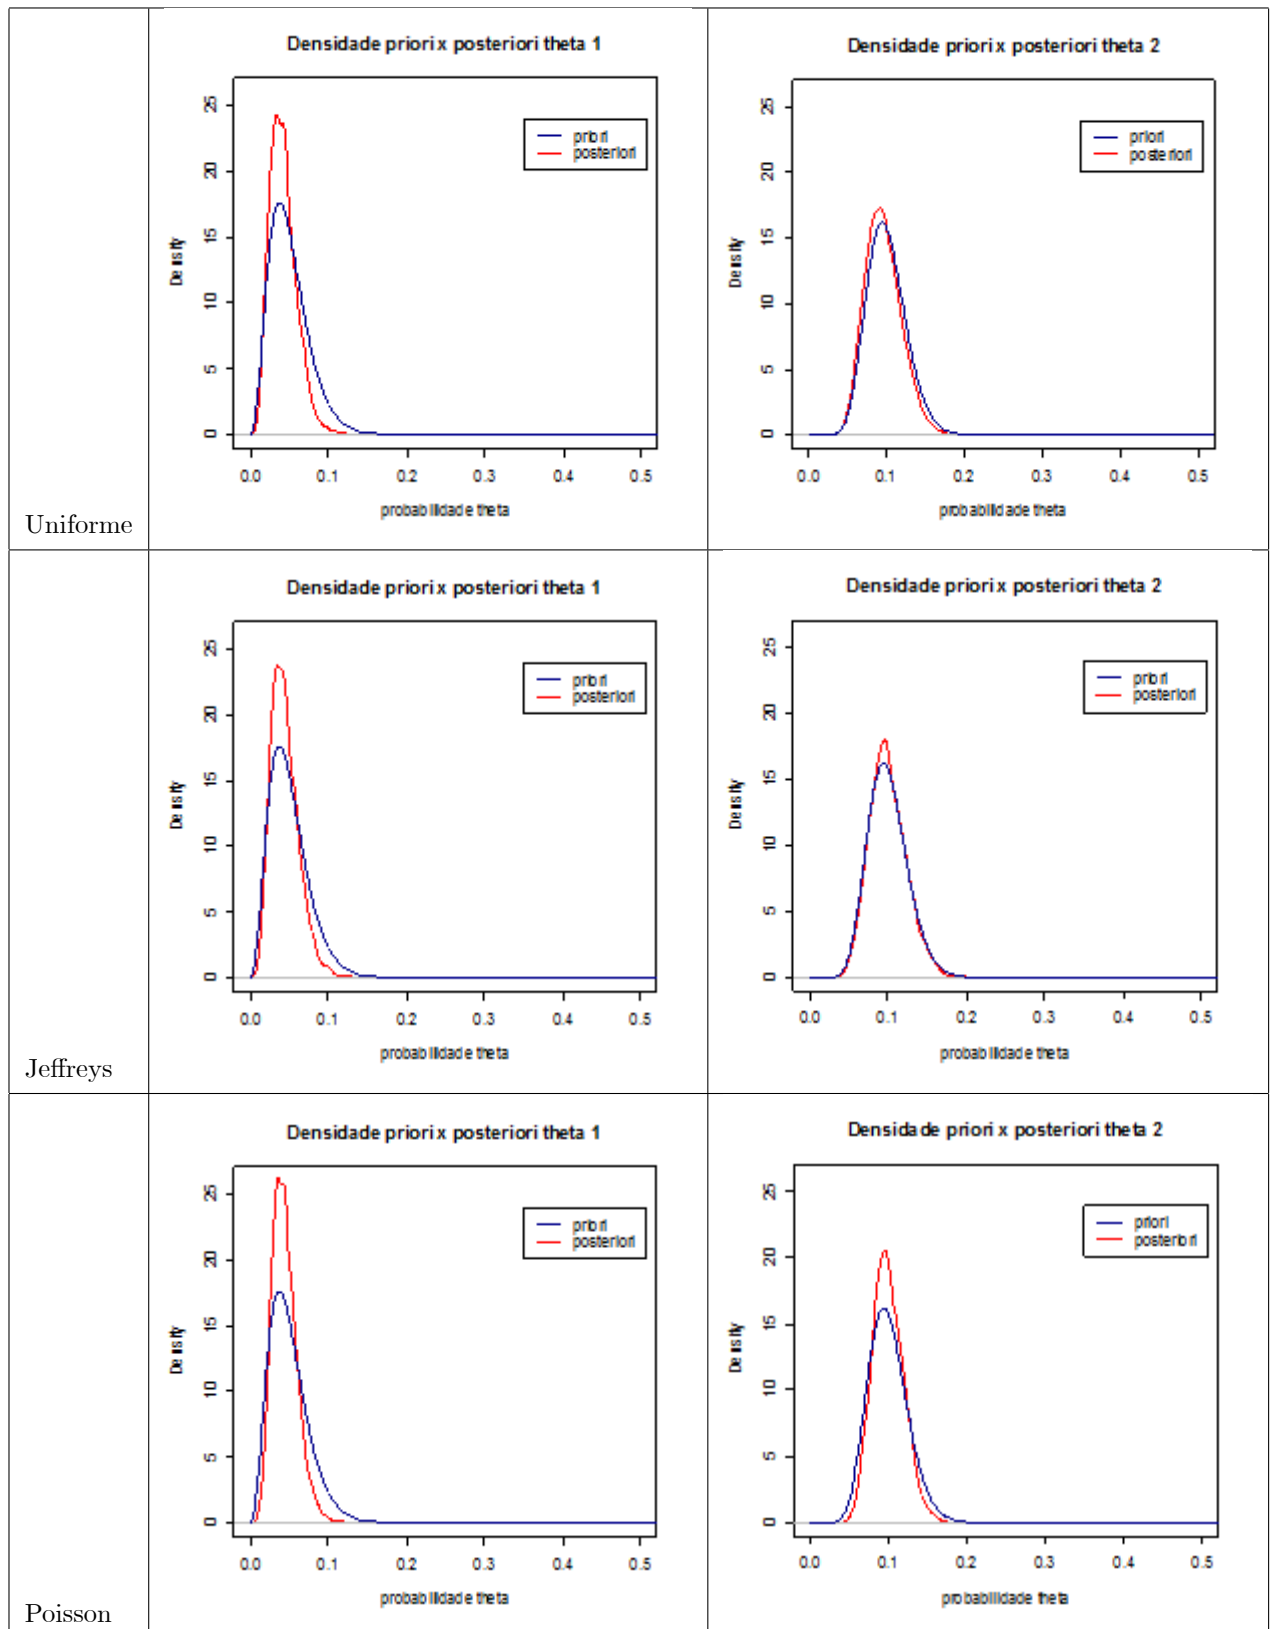 Densidade priori x posteriori theta 1
25
20
15
10
5
0
Density
priori
posteriori
0.0 0.1 0.2 0.3 0.4 0.5
probabilidade theta
Densidade priori x posteriori theta 2
25
20
15
10
5
0
Density
priori
posteriori
0.0 0.1 0.2 0.3 0.4 0.5
probabilidade theta
Uniforme
Densidade priori x posteriori theta 1
25
20
15
10
5
0
Density
priori
posteriori
0.0 0.1 0.2 0.3 0.4 0.5
probabilidade theta
Densidade priori x posteriori theta 2
25
20
15
10
5
0
Density
priori
posteriori
0.0 0.1 0.2 0.3 0.4 0.5
probabilidade theta
Jeffreys
Densidade priori x posteriori theta 1
25
20
15
10
5
0
Density
priori
posteriori
0.0 0.1 0.2 0.3 0.4 0.5
probabilidade theta
Densidade priori x posteriori theta 2
25
20
15
10
5
0
Density
priori
posteriori
0.0 0.1 0.2 0.3 0.4 0.5
probabilidade theta
Poisson